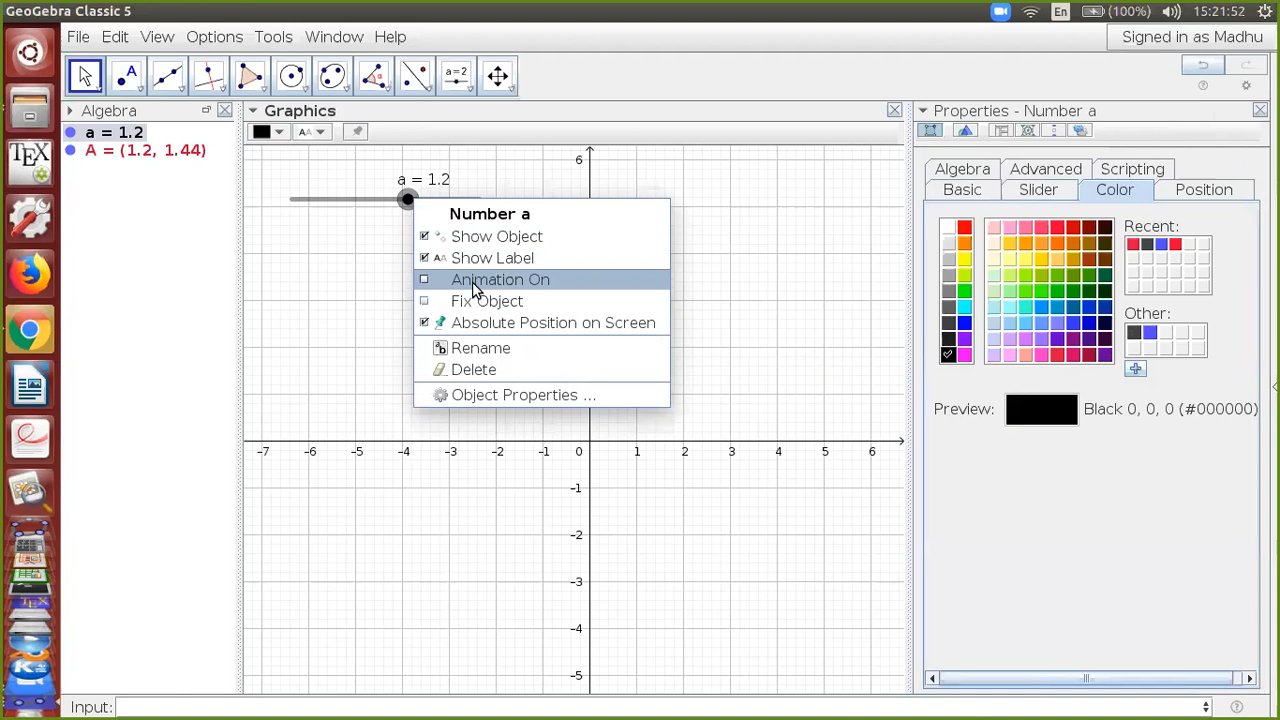 GeoGebra Classic 5
En
(100%)
15:21:52
File Edit View Options Tools Window Help
Signed in as Madhu
A
a=2
Algebra
Graphics
Properties - Number a
a = 1.2
A = (1.2, 1.44)
AA
a = 1.2
Number a
Show Object
AA Show Label
Animation On
Fix Object
Absolute Position on Screen
Rename
Delete
Object Properties ...
6
-7 -6 -5 -4 -3 -2 -1 0 1 2 3 4 5 6
-1
-2
-3
-4
-5
Algebra Advanced Scripting
Basic Slider Color Position
Recent:
Other:
Preview:
Black 0, 0, 0 (#000000)
TEX
Input: